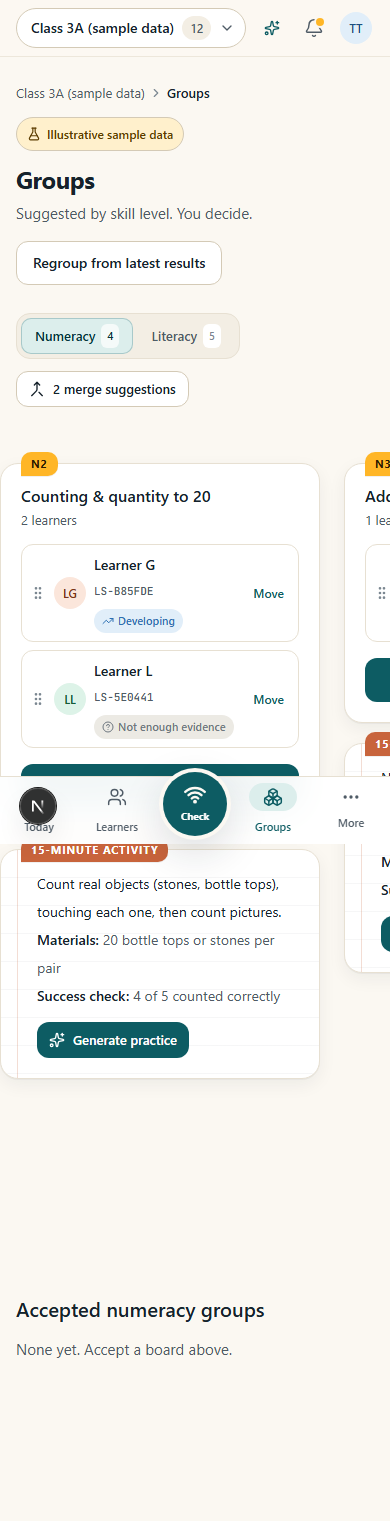 Class 3A (sample data) 12
TT
Class 3A (sample data) > Groups
Illustrative sample data
Groups
Suggested by skill level. You decide.
Regroup from latest results
Numeracy 4 Literacy 5
2 merge suggestions
N2
Counting & quantity to 20
2 learners
LG
Learner G
LS-B85FDE
Developing
Move
LL
Learner L
LS-5E0441
Not enough evidence
Move
N3
1
15
N
Today
Learners
Check
Groups
More
15-MINUTE ACTIVITY
Count real objects (stones, bottle tops),
touching each one, then count pictures.
Materials: 20 bottle tops or stones per
pair
Success check: 4 of 5 counted correctly
Generate practice
Accepted numeracy groups
None yet. Accept a board above.